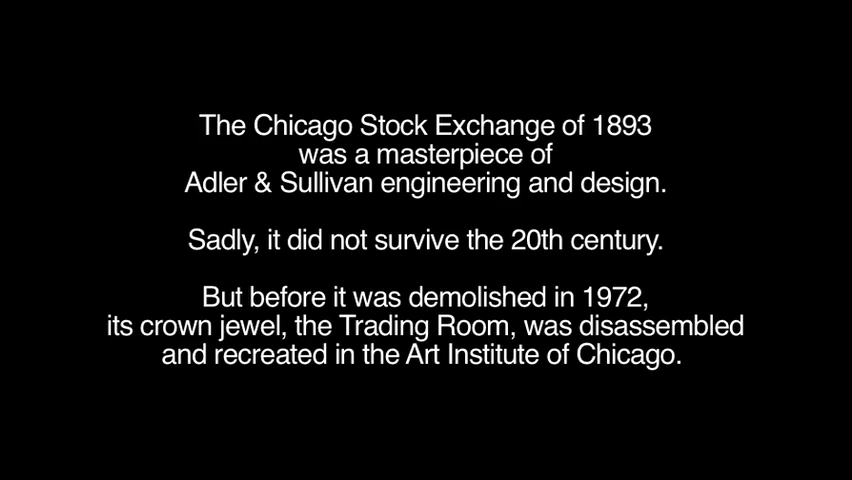 The Chicago Stock Exchange of 1893
was a masterpiece of
Adler & Sullivan engineering and design.
Sadly, it did not survive the 20th century.
But before it was demolished in 1972,
its crown jewel, the Trading Room, was disassembled
and recreated in the Art Institute of Chicago.